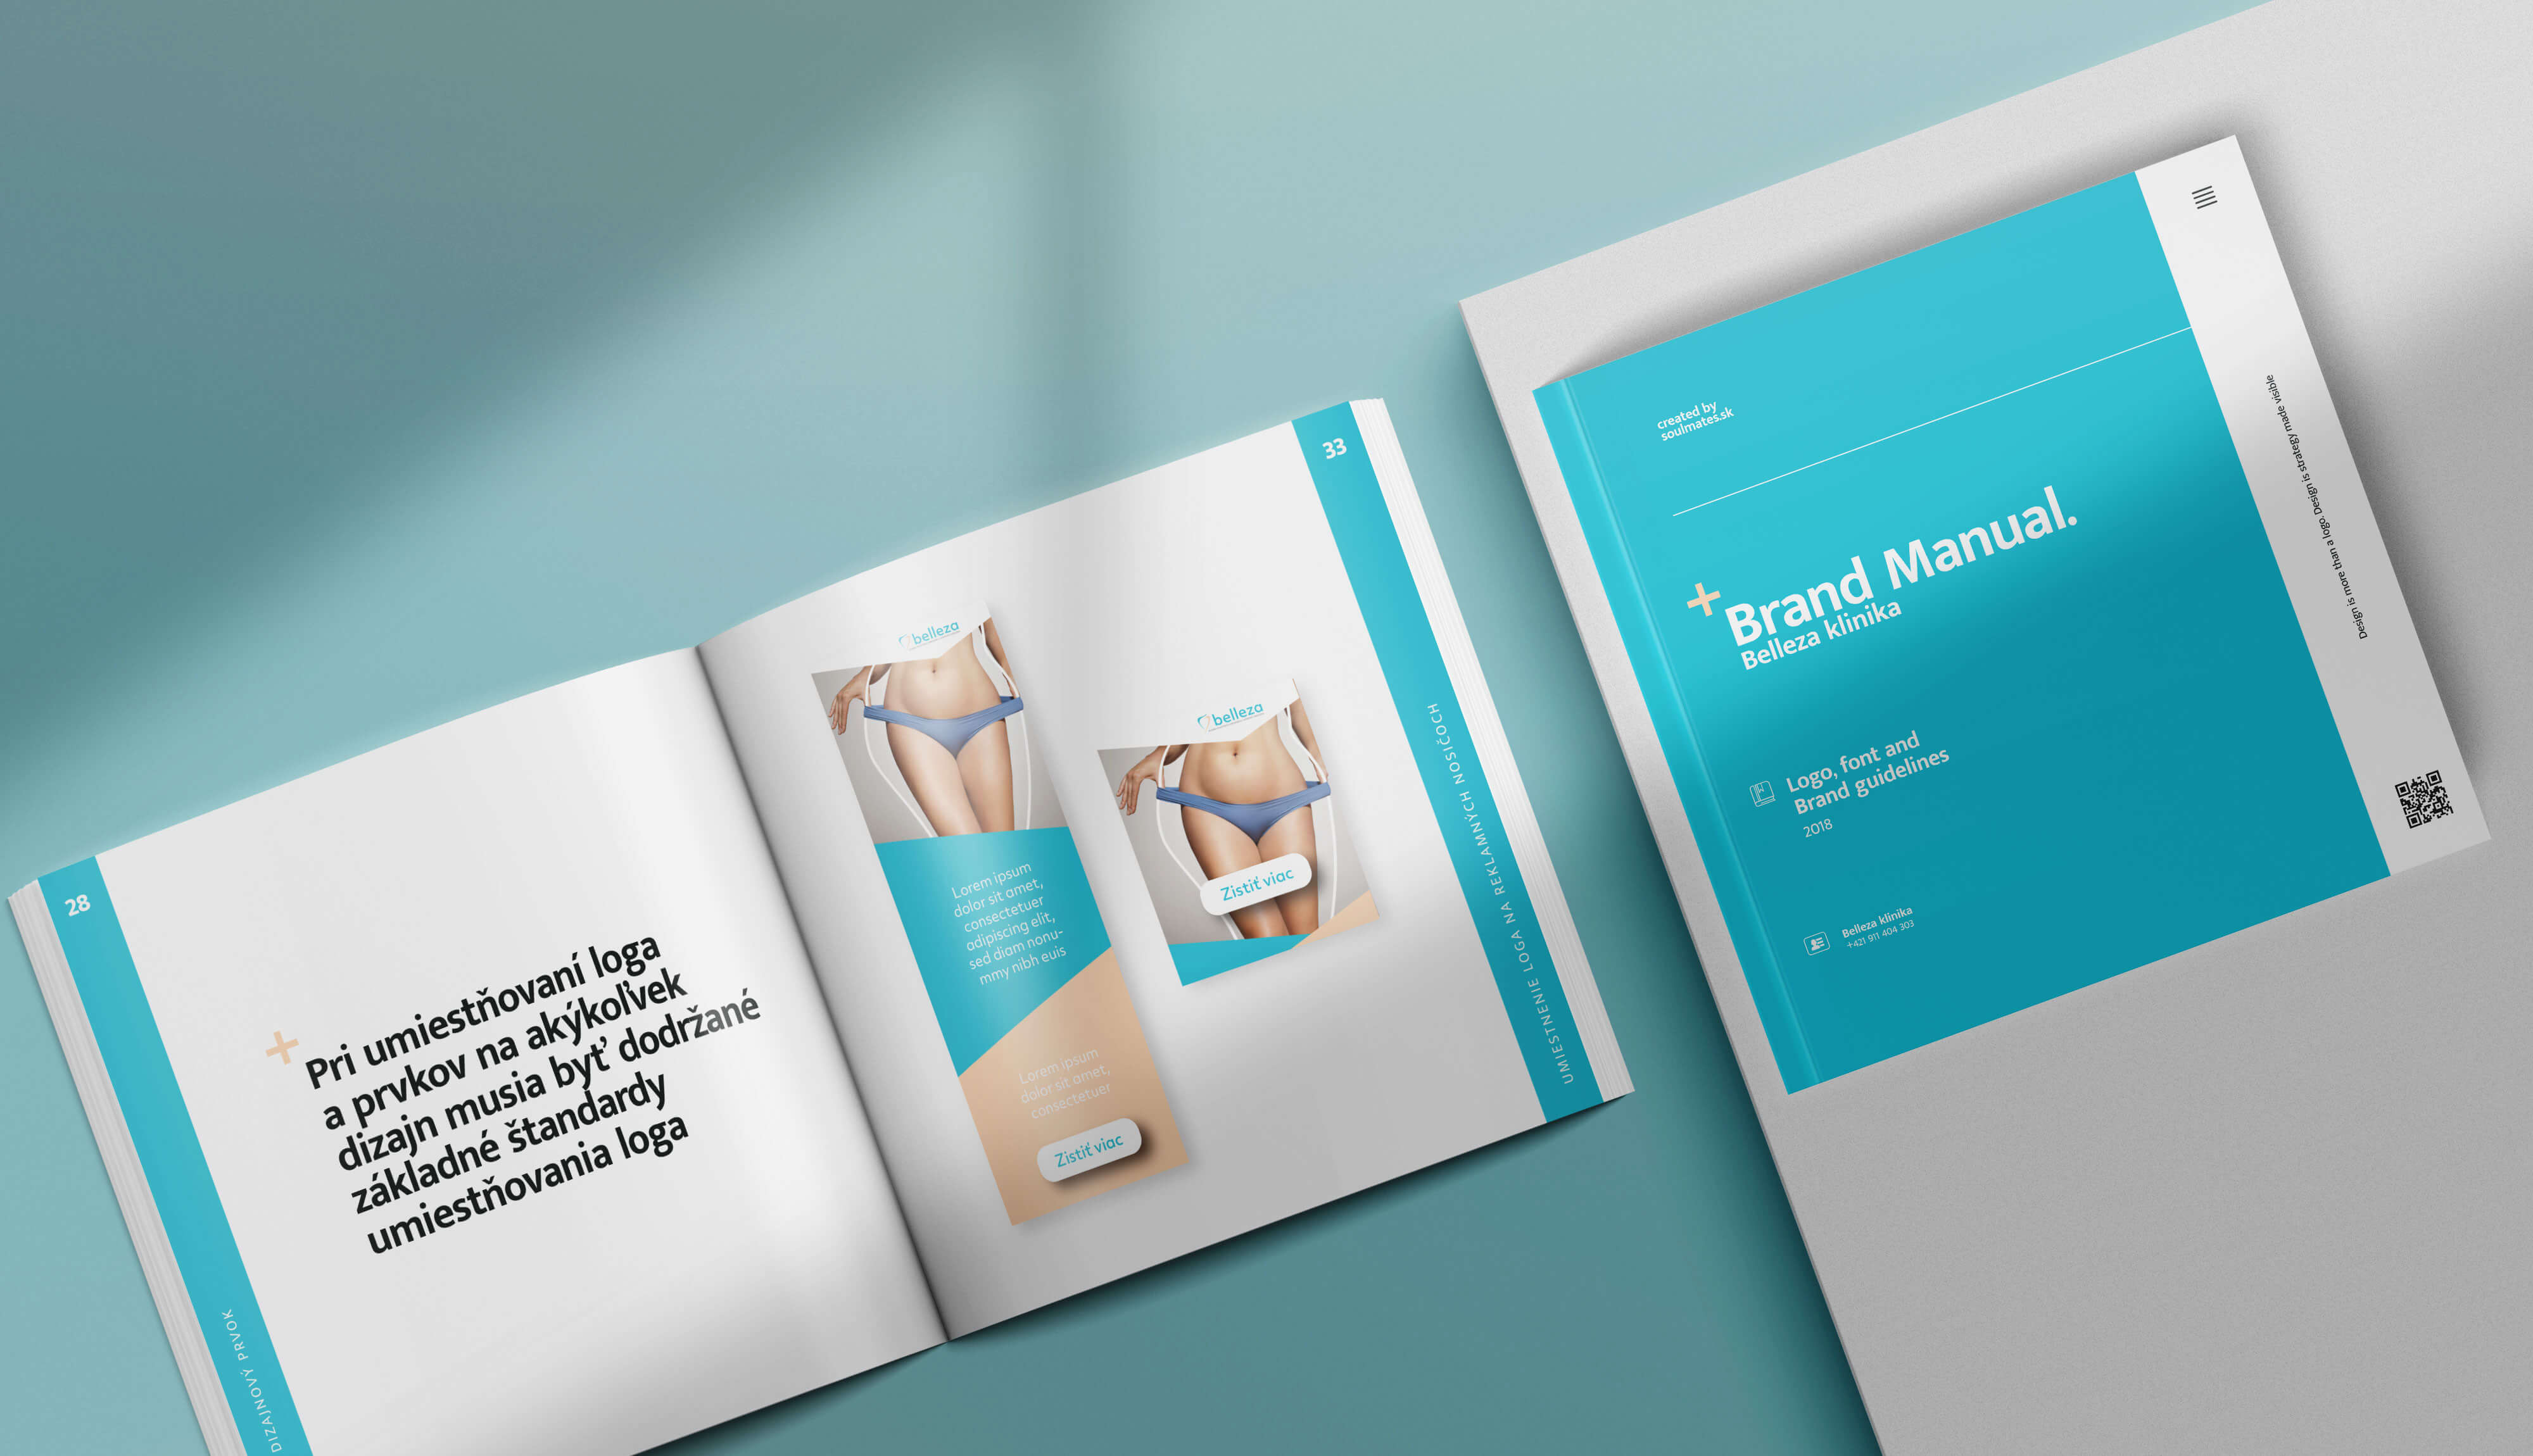 28
Pri umiestňovaní loga
a prvkov na akýkoľvek
dizajn musia byť dodržané
základné štandardy
umiestňovania loga
DIZAJNOVÝ PRVOK
33
belleza
Lorem ipsum
dolor sit amet,
consectetuer
adipiscing elit,
sed diam nonu-
mmy nibh euis
Lorem ipsum
dolor sit amet,
consectetuer
Zistiť viac
belleza
Zistiť viac
UMIESTNENIE LOGA NA REKLAMNÝCH NOSIČOCH
created by
soulmates.sk
Brand Manual.
Belleza klinika
Logo, font and
Brand guidelines
2018
Belleza klinika
+421 911 404 303
Design is more than a logo. Design is strategy made visible